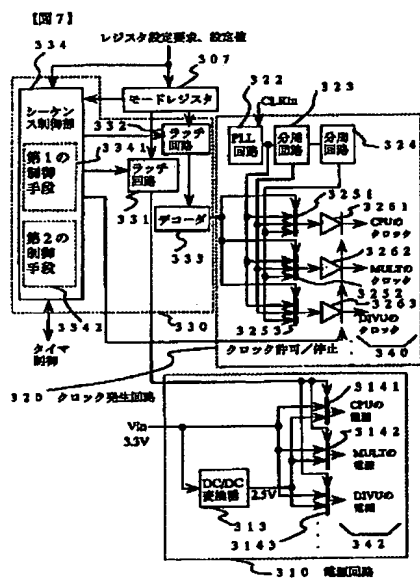 【図7】
レジスタ設定要求、設定値
334
307
322
323
CLKin
324
シーケンス制御部
モードレジスタ
332
ラッチ回路
PLL回路
分周回路
分周回路
第1の制御手段
3341
ラッチ回路
331
デコーダ
333
3251
3261
CPUのクロック
3262
MULTのクロック
3252
3263
DIVUのクロック
第2の制御手段
3342
330
3253
340
タイマ制御
クロック許可/停止
320 クロック発生回路
3141
CPUの電源
Vin
3.3V
3142
MULTの電源
DC/DC変換器
2.5V
DIVUの電源
313
3143
342
310 電源回路